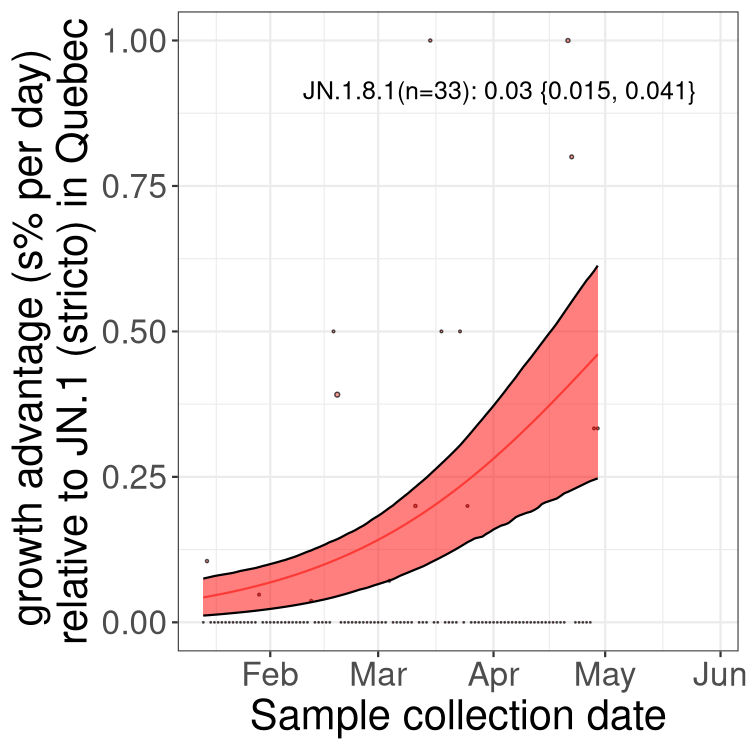 growth advantage (s% per day)
relative to JN.1 (stricto) in Quebec
1.00
0.75
0.50
0.25
0.00
JN.1.8.1(n=33): 0.03 {0.015, 0.041}
Feb Mar Apr May Jun
Sample collection date